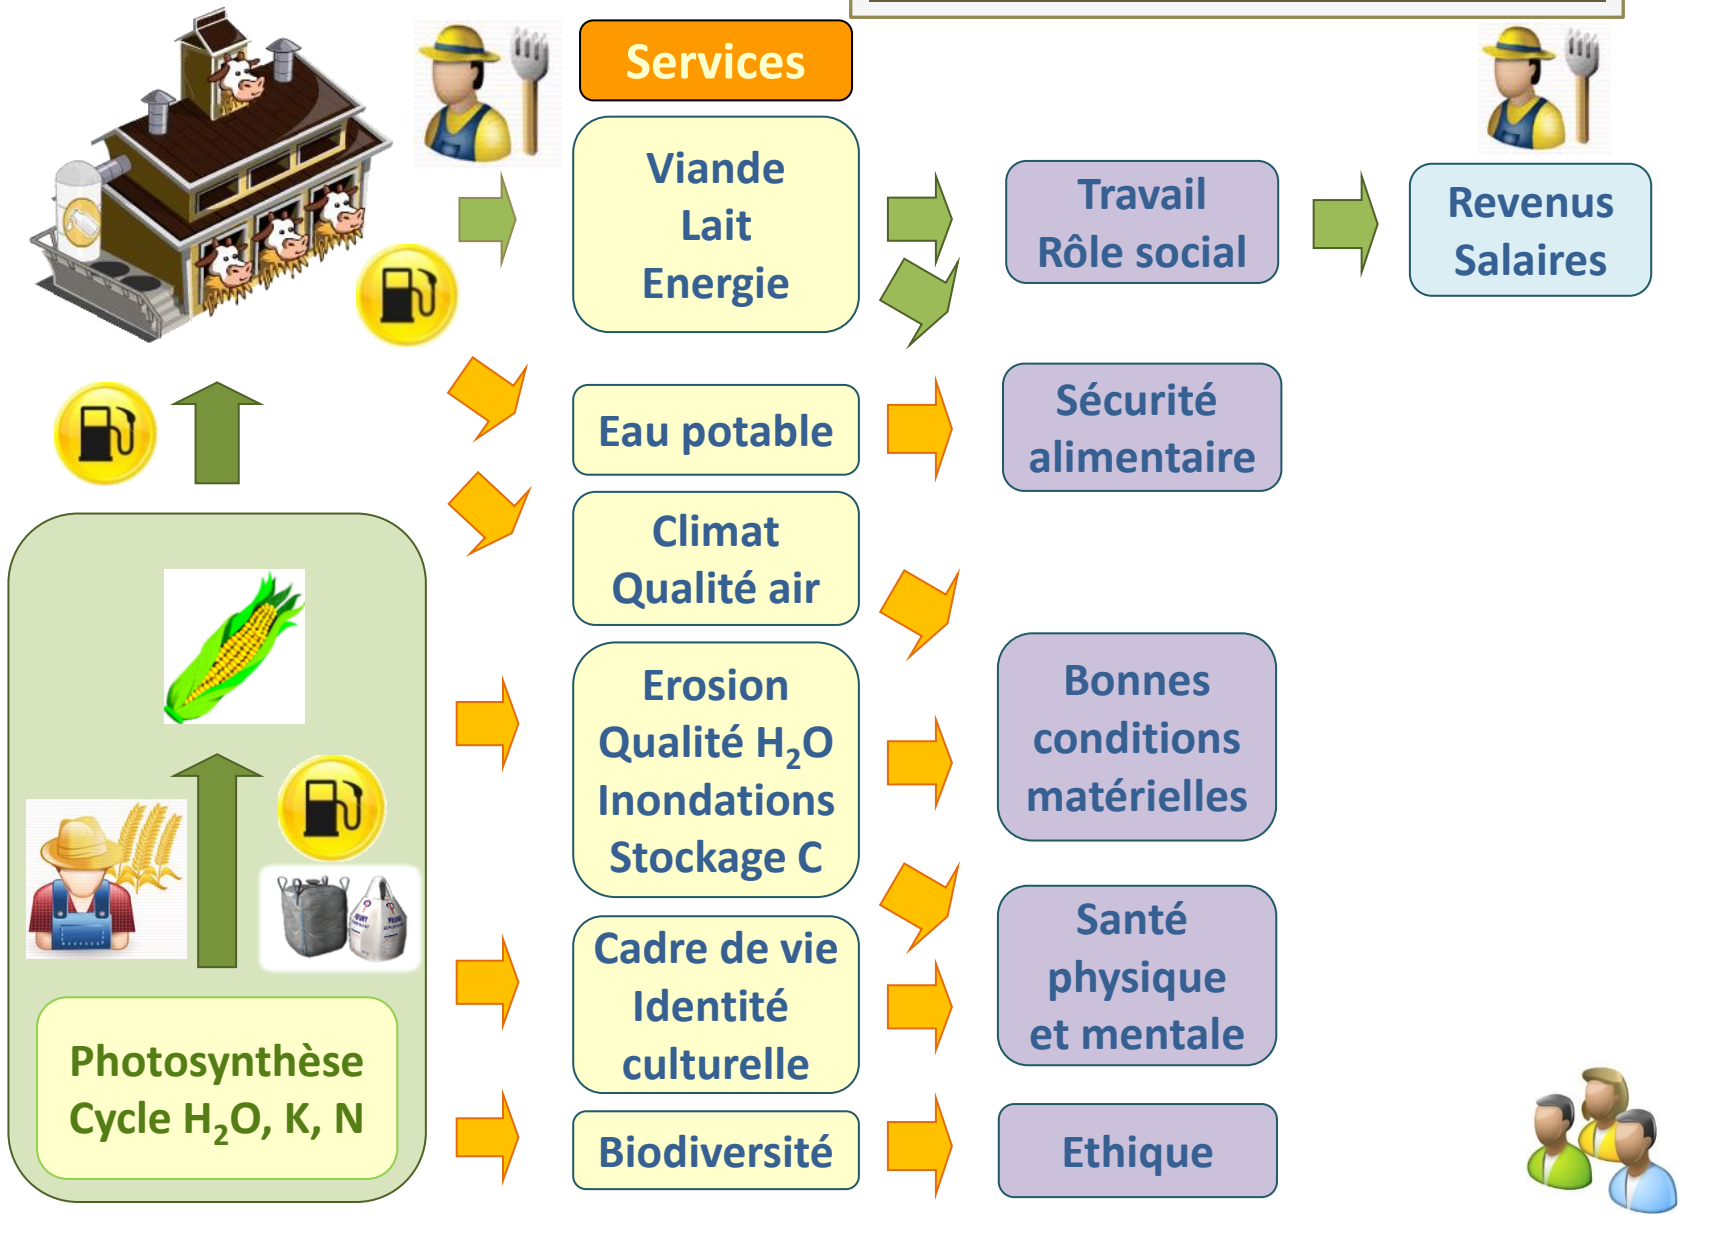 Services
Viande
Lait
Energie
Travail
Rôle social
Revenus
Salaires
Eau potable
Sécurité
alimentaire
Climat
Qualité air
Erosion
Qualité H₂O
Inondations
Stockage C
Bonnes
conditions
matérielles
Cadre de vie
Identité
culturelle
Santé
physique
et mentale
Photosynthèse
Cycle H₂O, K, N
Biodiversité
Ethique